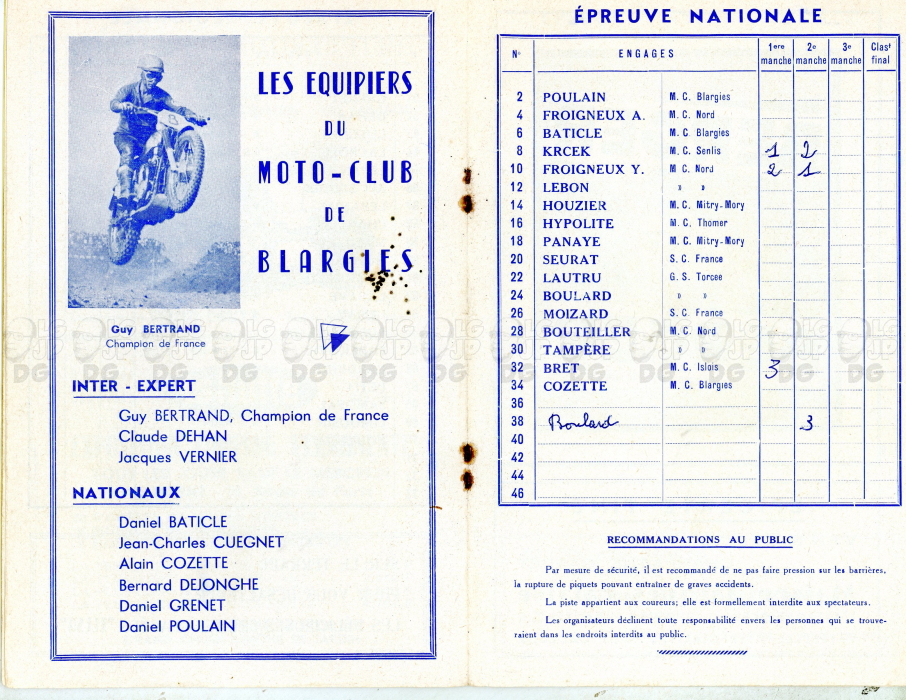 LES EQUIPIERS
DU
MOTO-CLUB
DE
BLARGIES
Guy BERTRAND
Champion de France
INTER - EXPERT
Guy BERTRAND, Champion de France
Claude DEHAN
Jacques VERNIER
NATIONAUX
Daniel BATICLE
Jean-Charles CUEGNET
Alain COZETTE
Bernard DEJONGHE
Daniel GRENET
Daniel POULAIN
ÉPREUVE NATIONALE
N° ENGAGES 1ere manche 2e manche 3e manche Clast final
2 POULAIN M. C. Blargies
4 FROIGNEUX A. M. C. Nord
6 BATICLE M. C. Blargies
8 KRCEK M. C. Senlis 1 2
10 FROIGNEUX Y. M C. Nord 2 1
12 LEBON » »
14 HOUZIER M. C. Mitry-Mory
16 HYPOLITE M. C. Thomer
18 PANAYE M. C. Mitry-Mory
20 SEURAT S. C. France
22 LAUTRU G. S. Torcee
24 BOULARD » »
26 MOIZARD S. C. France
28 BOUTEILLER M. C. Nord
30 TAMPÈRE » »
32 BRET M. C. Islois 3
34 COZETTE M. C. Blargies
36
38 Boulard 3
40
42
44
46
RECOMMANDATIONS AU PUBLIC
Par mesure de sécurité, il est recommandé de ne pas faire pression sur les barrières,
la rupture de piquets pouvant entraîner de graves accidents.
La piste appartient aux coureurs; elle est formellement interdite aux spectateurs.
Les organisateurs déclinent toute responsabilité envers les personnes qui se trouve-
raient dans les endroits interdits au public.